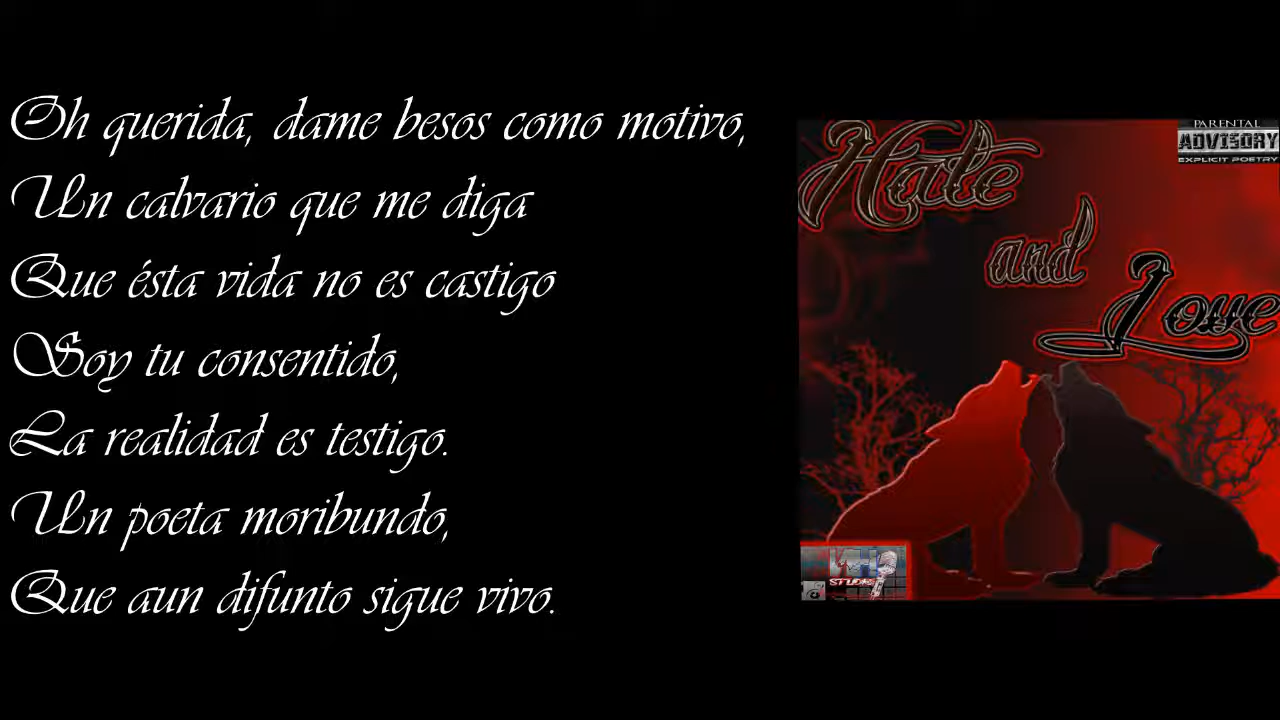 Oh querida, dame besos como motivo,
Un calvario que me diga
Que ésta vida no es castigo
Soy tu consentido,
La realidad es testigo.
Un poeta moribundo,
Que aun difunto sigue vivo.
Hate
and
Love
PARENTAL
ADVISORY
EXPLICIT POETRY
STUDIO